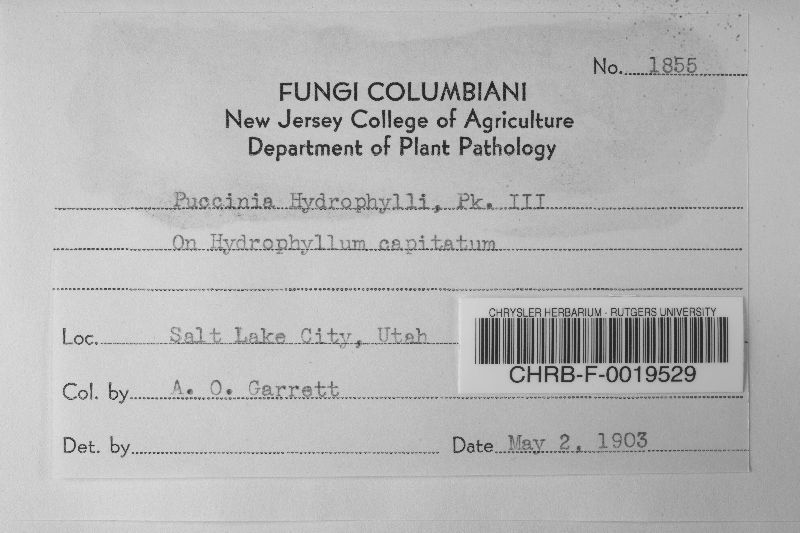 No. 1855
FUNGI COLUMBIANI
New Jersey College of Agriculture
Department of Plant Pathology
Puccinia Hydrophylli, Pk. III
On Hydrophyllum capitatum
Loc. Salt Lake City, Utah
CHRYSLER HERBARIUM - RUTGERS UNIVERSITY
CHRB-F-0019529
Col. by A. O. Garrett
Det. by
Date May 2, 1903